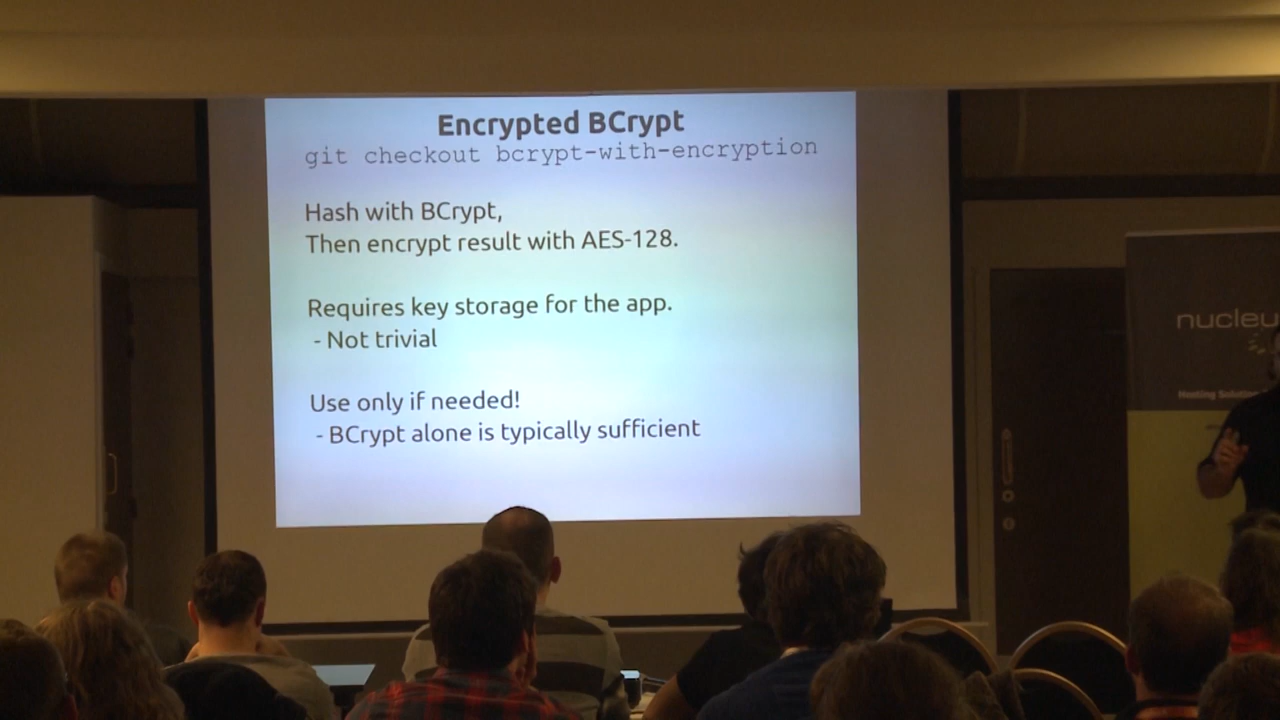 Encrypted BCrypt
git checkout bcrypt-with-encryption
Hash with BCrypt,
Then encrypt result with AES-128.
Requires key storage for the app.
- Not trivial
Use only if needed!
- BCrypt alone is typically sufficient
nucleu
Hosting